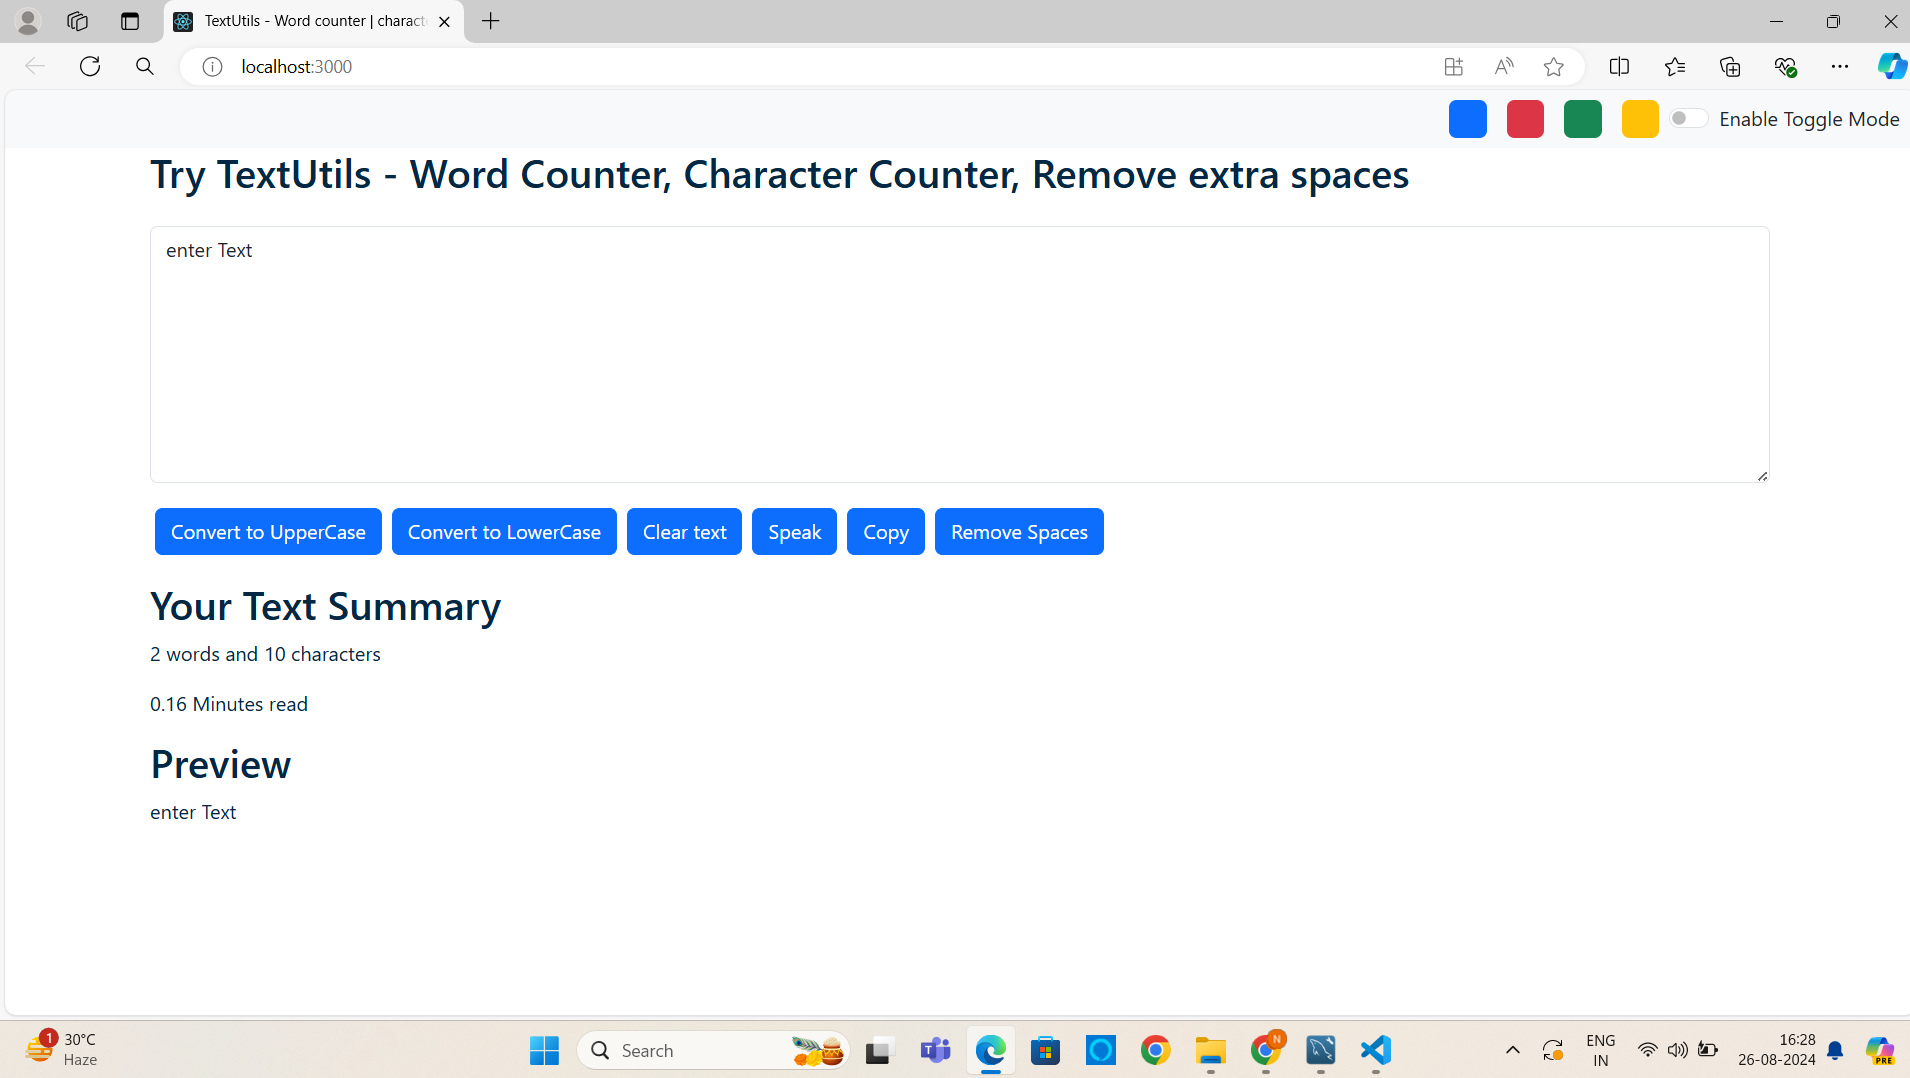 TextUtils - Word counter | charact
localhost:3000
Enable Toggle Mode
Try TextUtils - Word Counter, Character Counter, Remove extra spaces
enter Text
Convert to UpperCase
Convert to LowerCase
Clear text
Speak
Copy
Remove Spaces
Your Text Summary
2 words and 10 characters
0.16 Minutes read
Preview
enter Text
1
30°C
Haze
Search
N
ENG
IN
16:28
26-08-2024
PRE